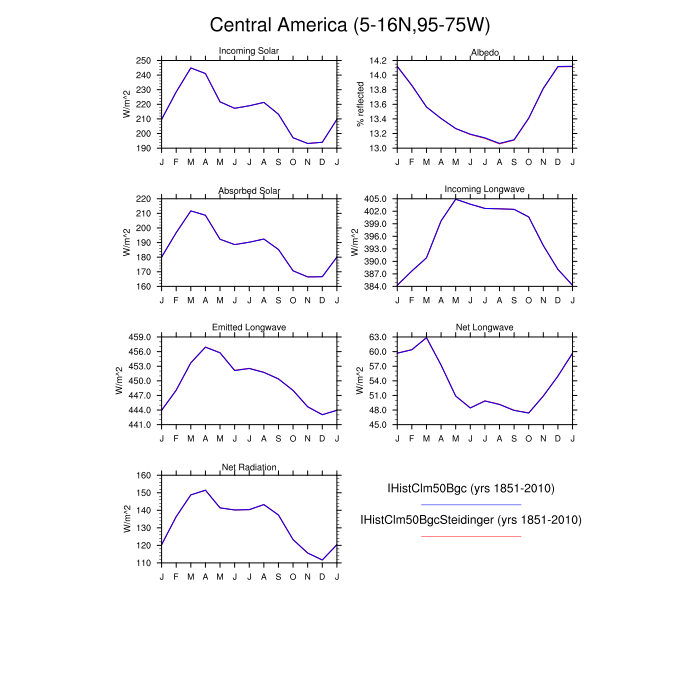 Central America (5-16N,95-75W)
Incoming Solar
W/m^2
250
240
230
220
210
200
190
J F M A M J J A S O N D J
Albedo
% reflected
14.2
14.0
13.8
13.6
13.4
13.2
13.0
J F M A M J J A S O N D J
Absorbed Solar
W/m^2
220
210
200
190
180
170
160
J F M A M J J A S O N D J
Incoming Longwave
W/m^2
405.0
402.0
399.0
396.0
393.0
390.0
387.0
384.0
J F M A M J J A S O N D J
Emitted Longwave
W/m^2
459.0
456.0
453.0
450.0
447.0
444.0
441.0
J F M A M J J A S O N D J
Net Longwave
W/m^2
63.0
60.0
57.0
54.0
51.0
48.0
45.0
J F M A M J J A S O N D J
Net Radiation
W/m^2
160
150
140
130
120
110
J F M A M J J A S O N D J
IHistClm50Bgc (yrs 1851-2010)
IHistClm50BgcSteidinger (yrs 1851-2010)